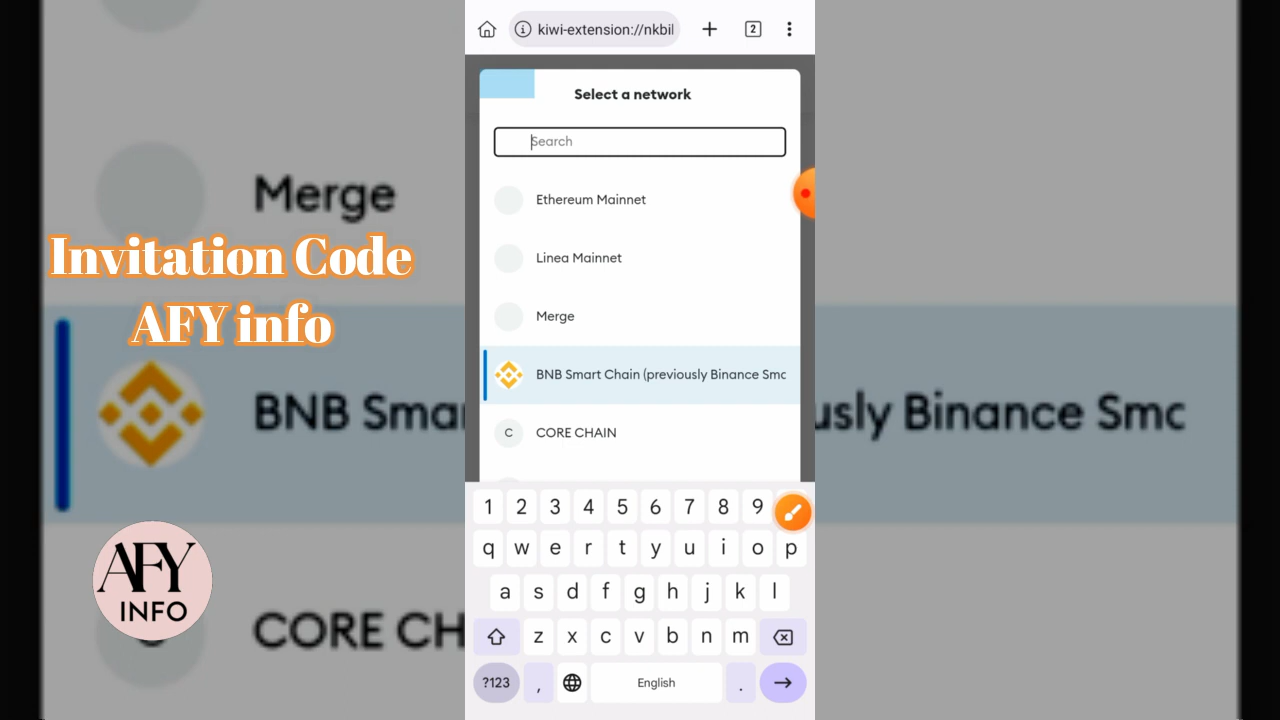 Merge
Invitation Code
AFY info
BNB Smar
usly Binance Smc
CORE CH
AFY
INFO
kiwi-extension://nkbil
2
Select a network
Search
Ethereum Mainnet
Linea Mainnet
Merge
BNB Smart Chain (previously Binance Smc
C
CORE CHAIN
1 2 3 4 5 6 7 8 9
q w e r t y u i o p
a s d f g h j k l
z x c v b n m
?123 , English .